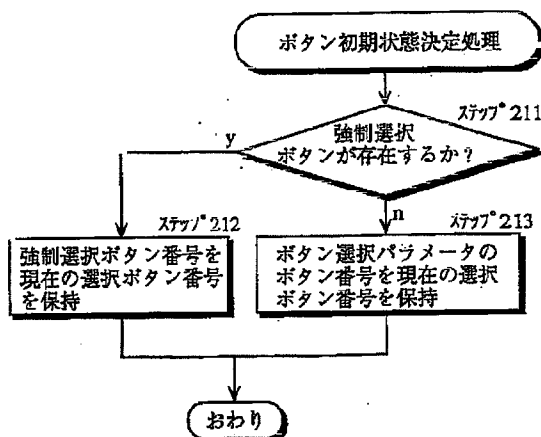 ボタン初期状態決定処理
ステップ211
強制選択
ボタンが存在するか？
y
n
ステップ212
強制選択ボタン番号を
現在の選択ボタン番号
を保持
ステップ213
ボタン選択パラメータの
ボタン番号を現在の選択
ボタン番号を保持
おわり